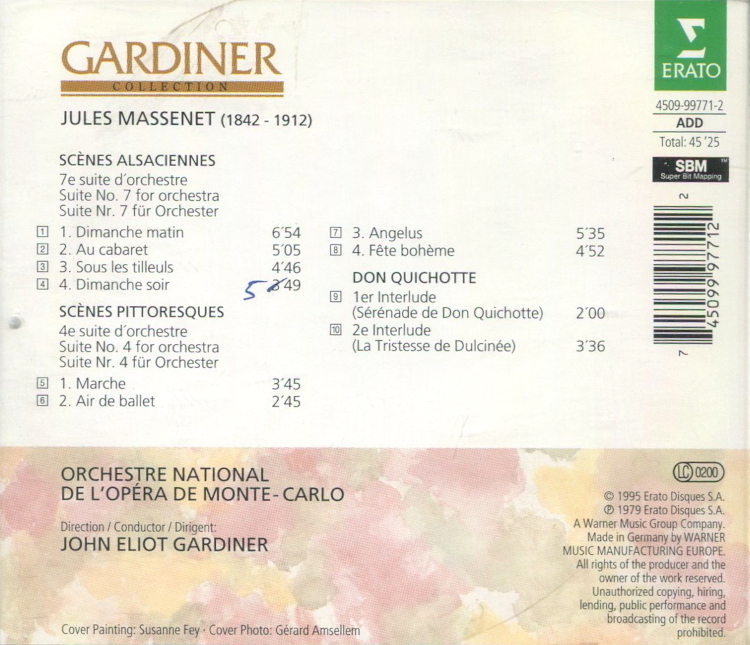 GARDINER
COLLECTION
JULES MASSENET (1842 - 1912)
SCÈNES ALSACIENNES
7e suite d'orchestre
Suite No. 7 for orchestra
Suite Nr. 7 für Orchester
1 1. Dimanche matin 6'54
2 2. Au cabaret 5'05
3 3. Sous les tilleuls 4'46
4 4. Dimanche soir 5 3'49
SCÈNES PITTORESQUES
4e suite d'orchestre
Suite No. 4 for orchestra
Suite Nr. 4 für Orchester
5 1. Marche 3'45
6 2. Air de ballet 2'45
7 3. Angelus 5'35
8 4. Fête bohème 4'52
DON QUICHOTTE
9 1er Interlude
(Sérénade de Don Quichotte) 2'00
10 2e Interlude
(La Tristesse de Dulcinée) 3'36
ERATO
4509-99771-2
ADD
Total: 45'25
SBM TM
Super Bit Mapping
7 45099 97712 2
ORCHESTRE NATIONAL
DE L'OPÉRA DE MONTE-CARLO
Direction / Conductor / Dirigent:
JOHN ELIOT GARDINER
Cover Painting: Susanne Fey · Cover Photo: Gérard Amsellem
LC 0200
© 1995 Erato Disques S.A.
℗ 1979 Erato Disques S.A.
A Warner Music Group Company.
Made in Germany by WARNER
MUSIC MANUFACTURING EUROPE.
All rights of the producer and the
owner of the work reserved.
Unauthorized copying, hiring,
lending, public performance and
broadcasting of the record
prohibited.